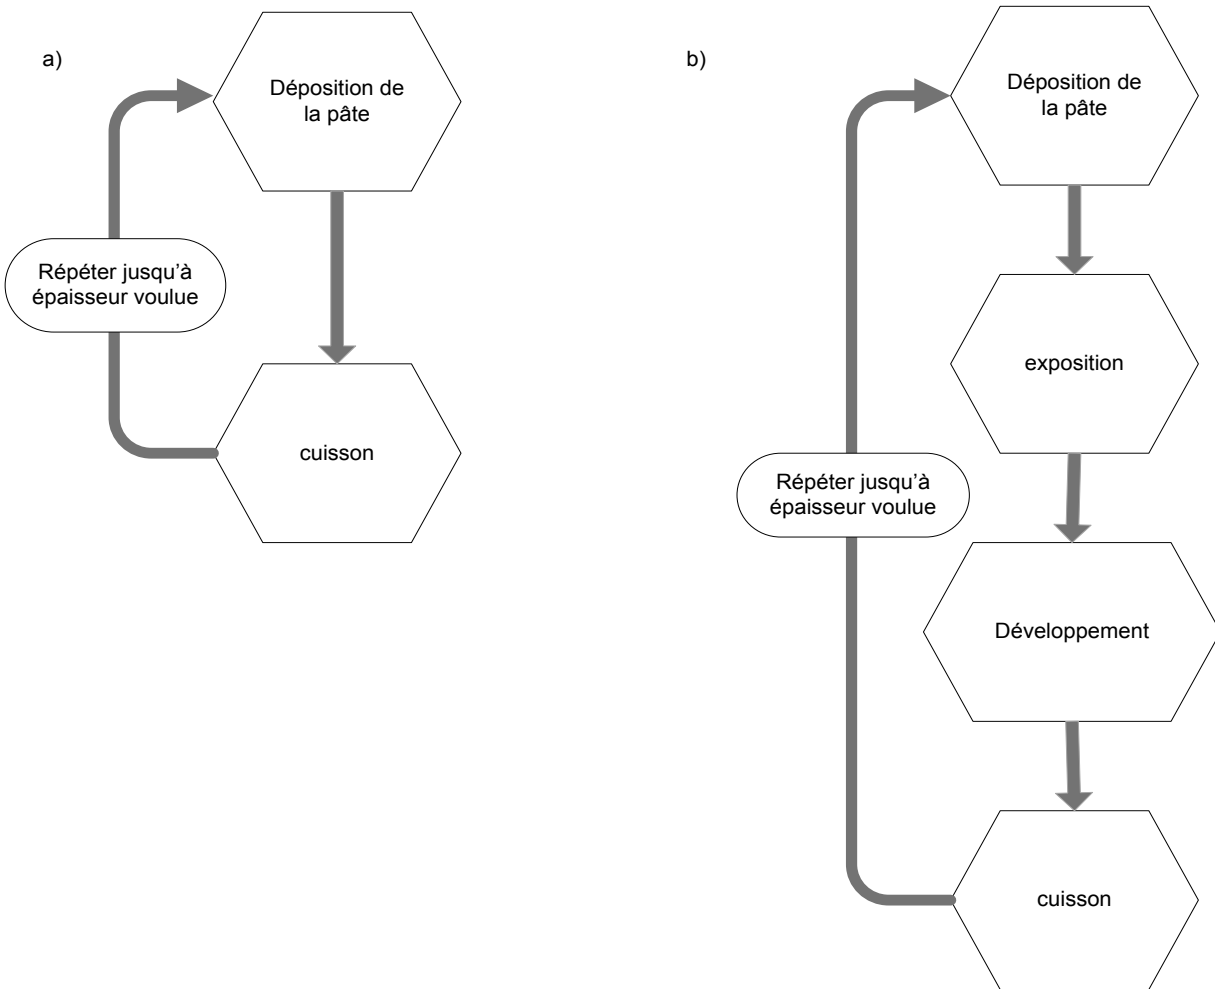 a)
Déposition de
la pâte
Répéter jusqu'à
épaisseur voulue
cuisson
b)
Déposition de
la pâte
exposition
Répéter jusqu'à
épaisseur voulue
Développement
cuisson